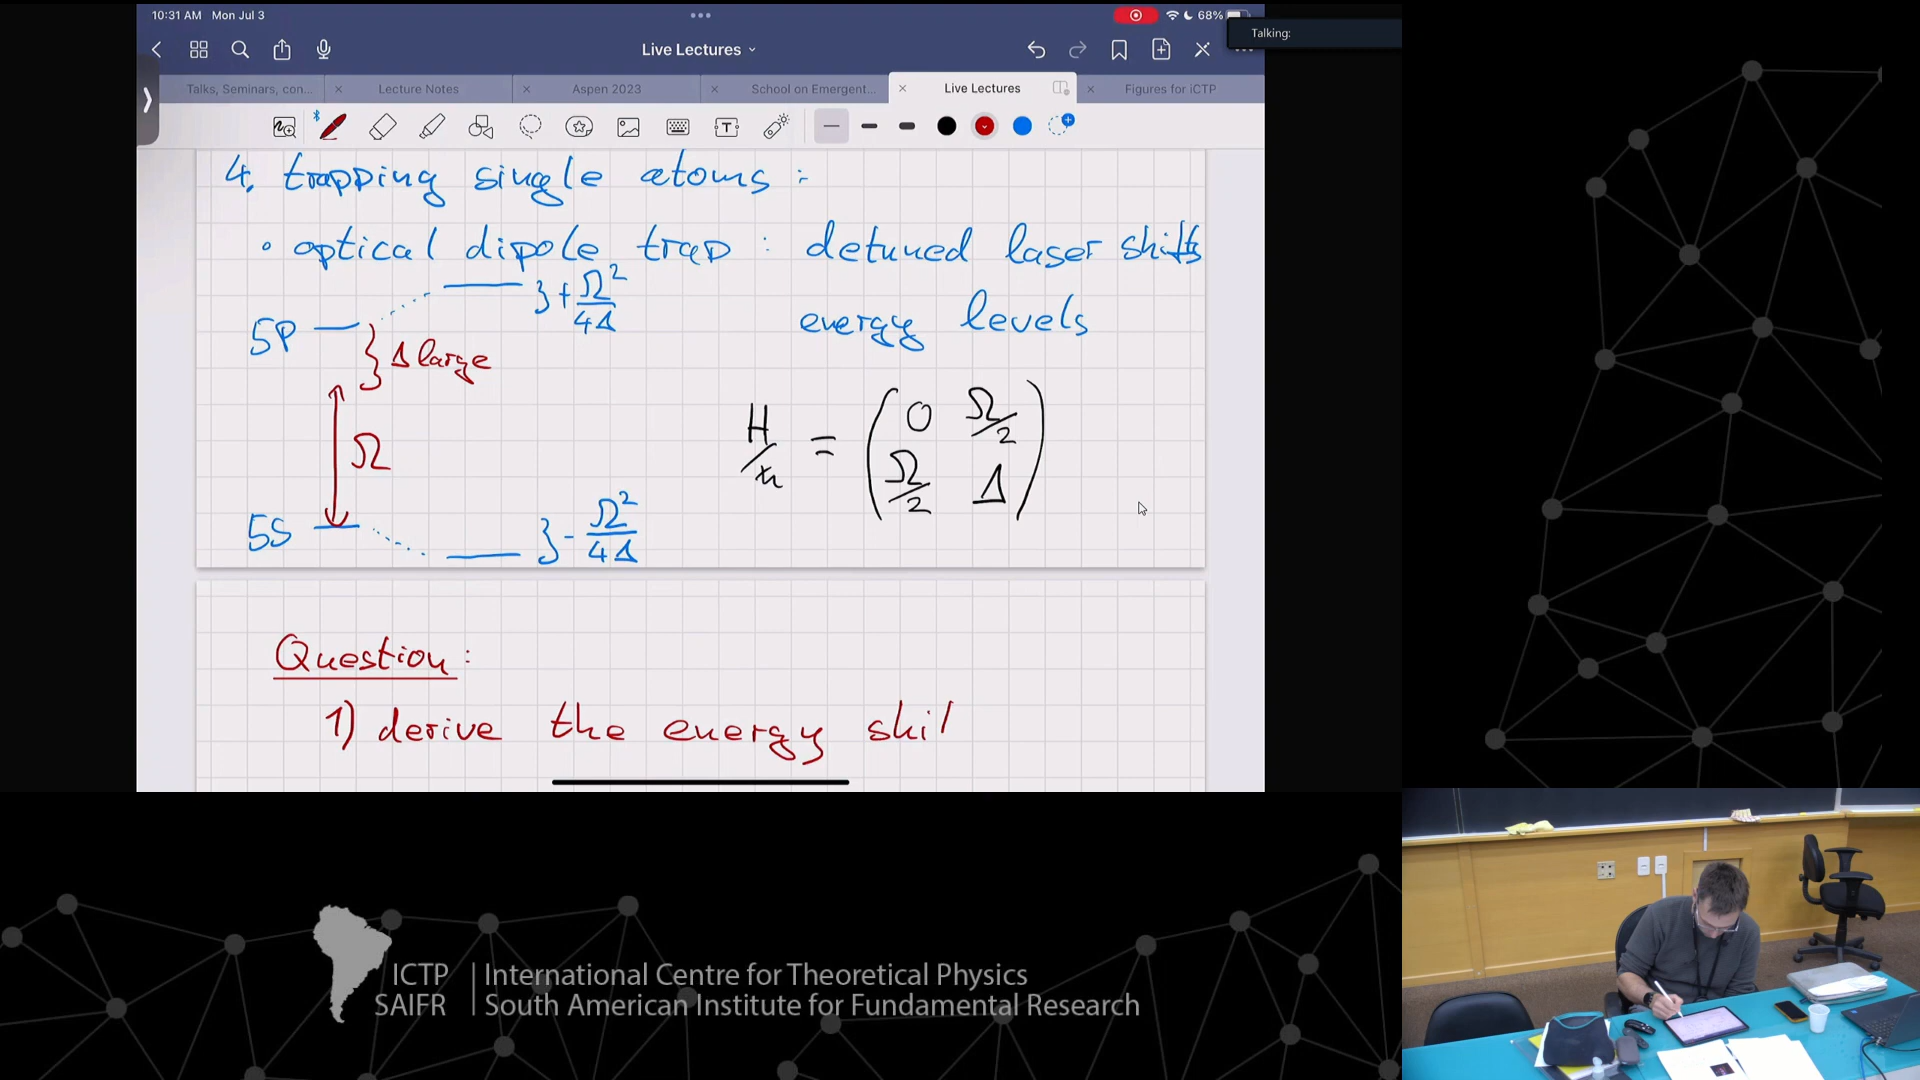 10:31 AM Mon Jul 3
68%
Talking:
Live Lectures
Talks, Seminars, con...
Lecture Notes
Aspen 2023
School on Emergent...
Live Lectures
Figures for iCTP
4. trapping single atoms :
• optical dipole trap : detuned laser shifts
energy levels
5P
} + Ω²/4Δ
} Δ large
Ω
H/ħ = ( 0 Ω/2
Ω/2 Δ )
5S
} - Ω²/4Δ
Question :
1) derive the energy shif
ICTP | International Centre for Theoretical Physics
SAIFR | South American Institute for Fundamental Research